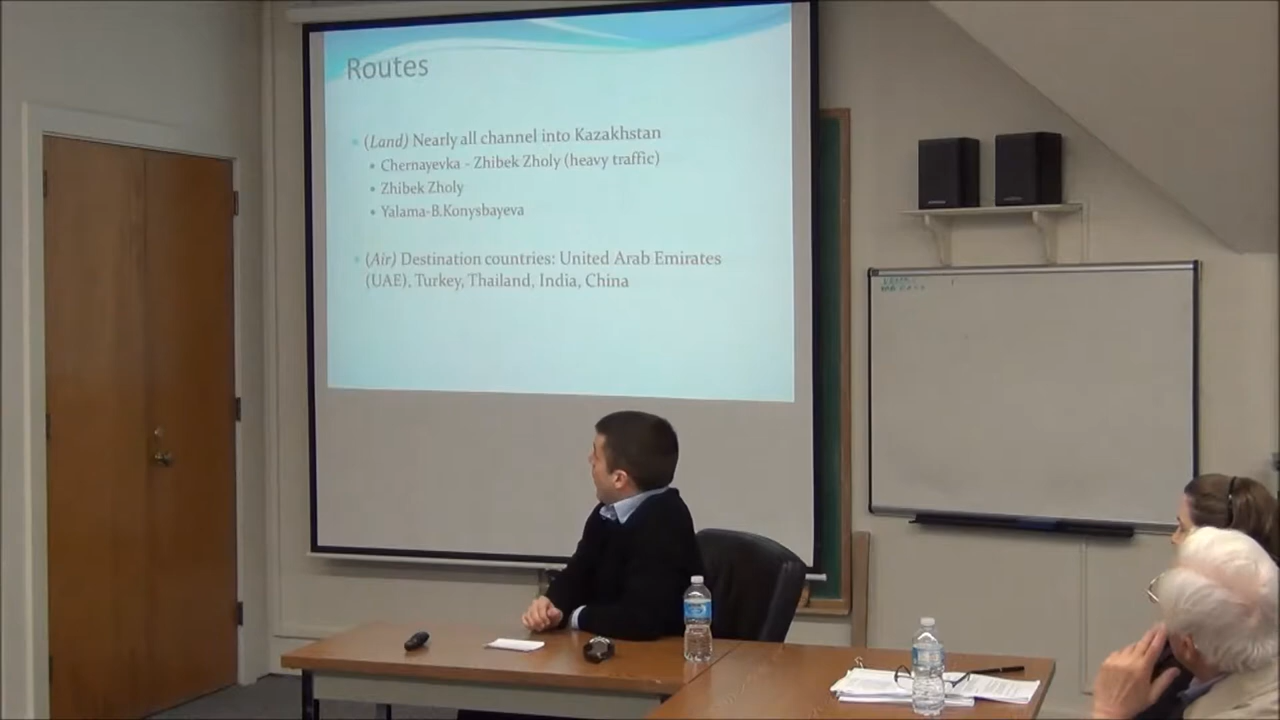 Routes
(Land) Nearly all channel into Kazakhstan
Chernayevka - Zhibek Zholy (heavy traffic)
Zhibek Zholy
Yalama-B.Konysbayeva
(Air) Destination countries: United Arab Emirates
(UAE), Turkey, Thailand, India, China